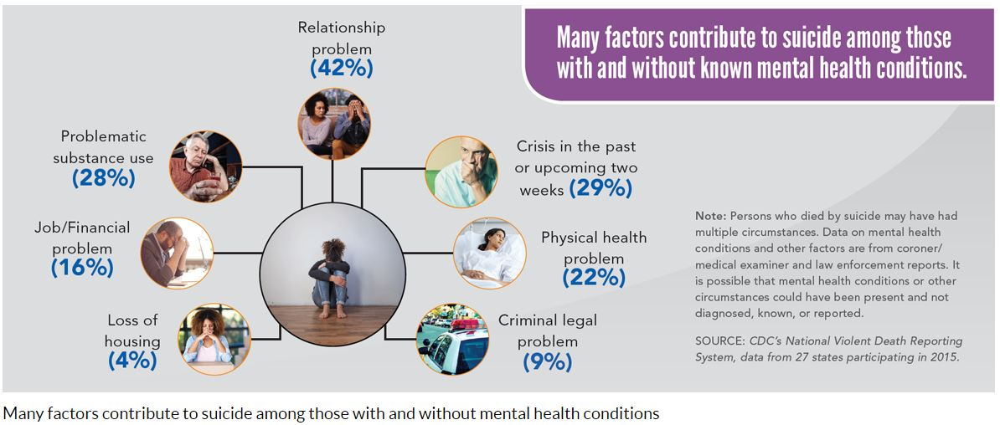 Many factors contribute to suicide among those
with and without known mental health conditions.
Relationship
problem
(42%)
Problematic
substance use
(28%)
Crisis in the past
or upcoming two
weeks (29%)
Job/Financial
problem
(16%)
Physical health
problem
(22%)
Loss of
housing
(4%)
Criminal legal
problem
(9%)
Note: Persons who died by suicide may have had
multiple circumstances. Data on mental health
conditions and other factors are from coroner/
medical examiner and law enforcement reports. It
is possible that mental health conditions or other
circumstances could have been present and not
diagnosed, known, or reported.
SOURCE: CDC's National Violent Death Reporting
System, data from 27 states participating in 2015.
Many factors contribute to suicide among those with and without mental health conditions